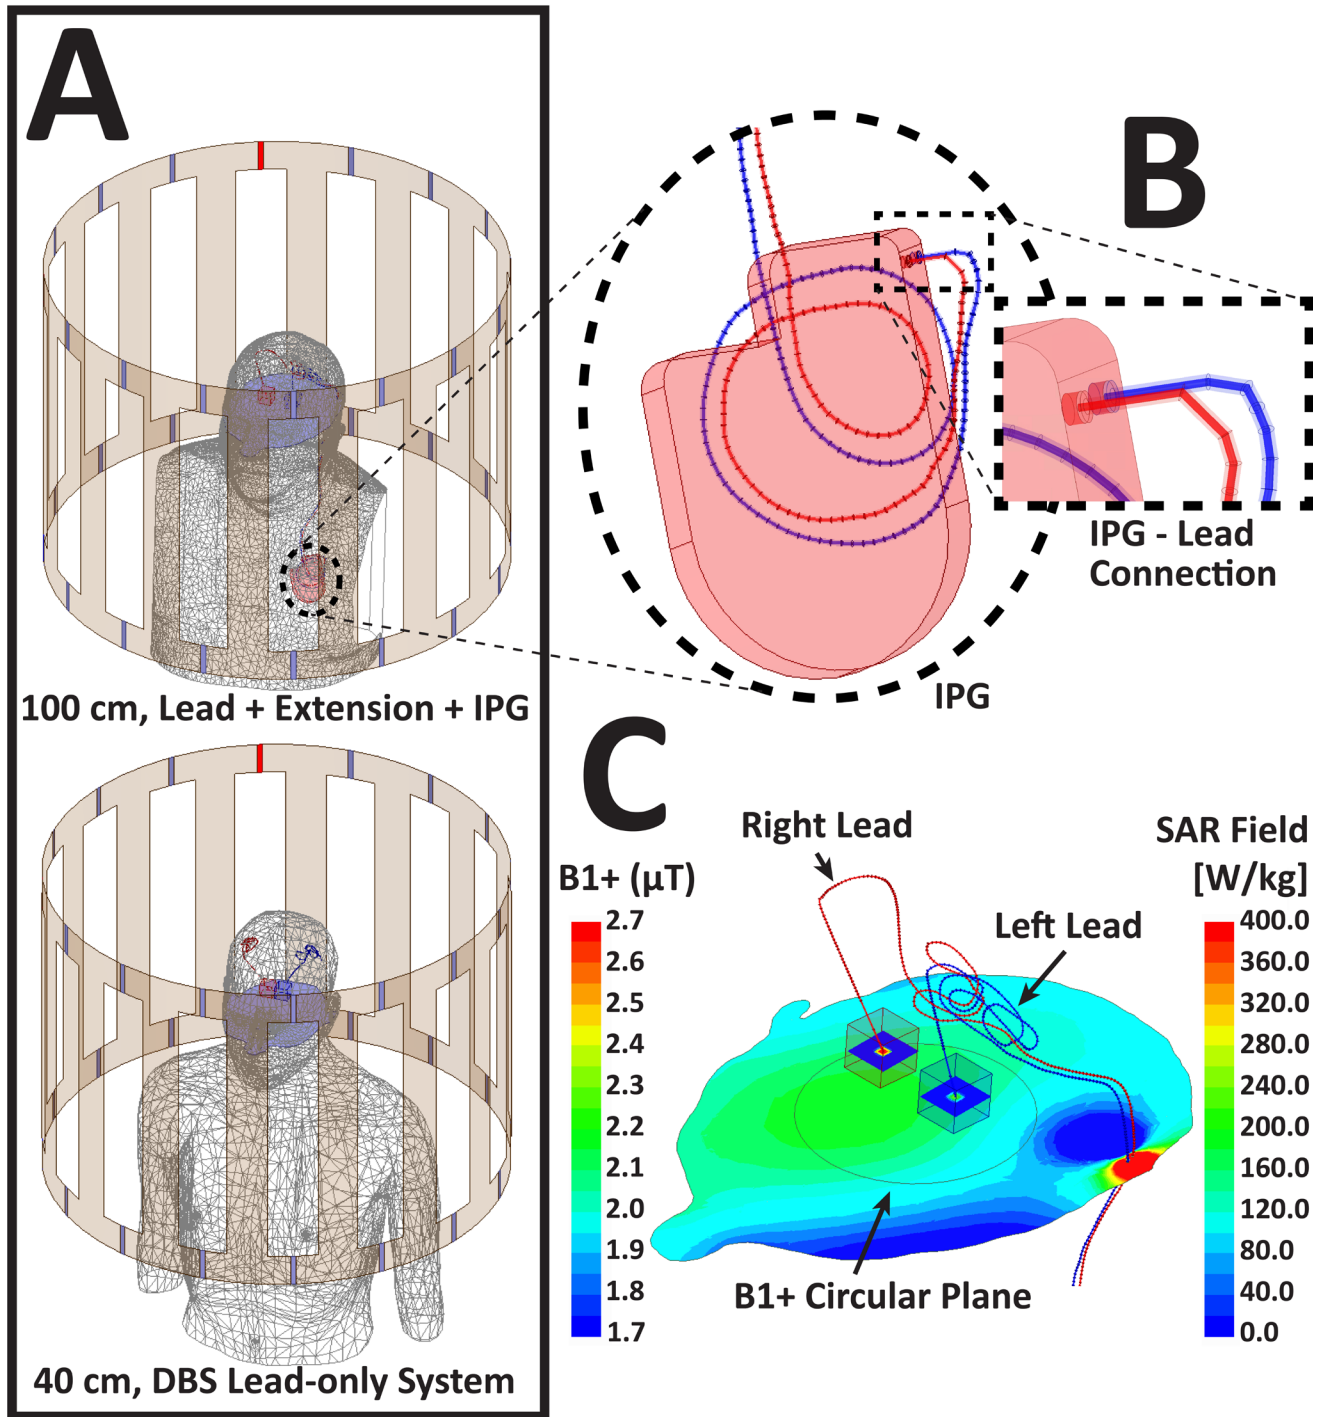 A
100 cm, Lead + Extension + IPG
40 cm, DBS Lead-only System
B
IPG - Lead
Connection
IPG
C
Right Lead
Left Lead
B1+ (µT)
2.7
2.6
2.5
2.4
2.3
2.2
2.1
2.0
1.9
1.8
1.7
SAR Field
[W/kg]
400.0
360.0
320.0
280.0
240.0
200.0
160.0
120.0
80.0
40.0
0.0
B1+ Circular Plane